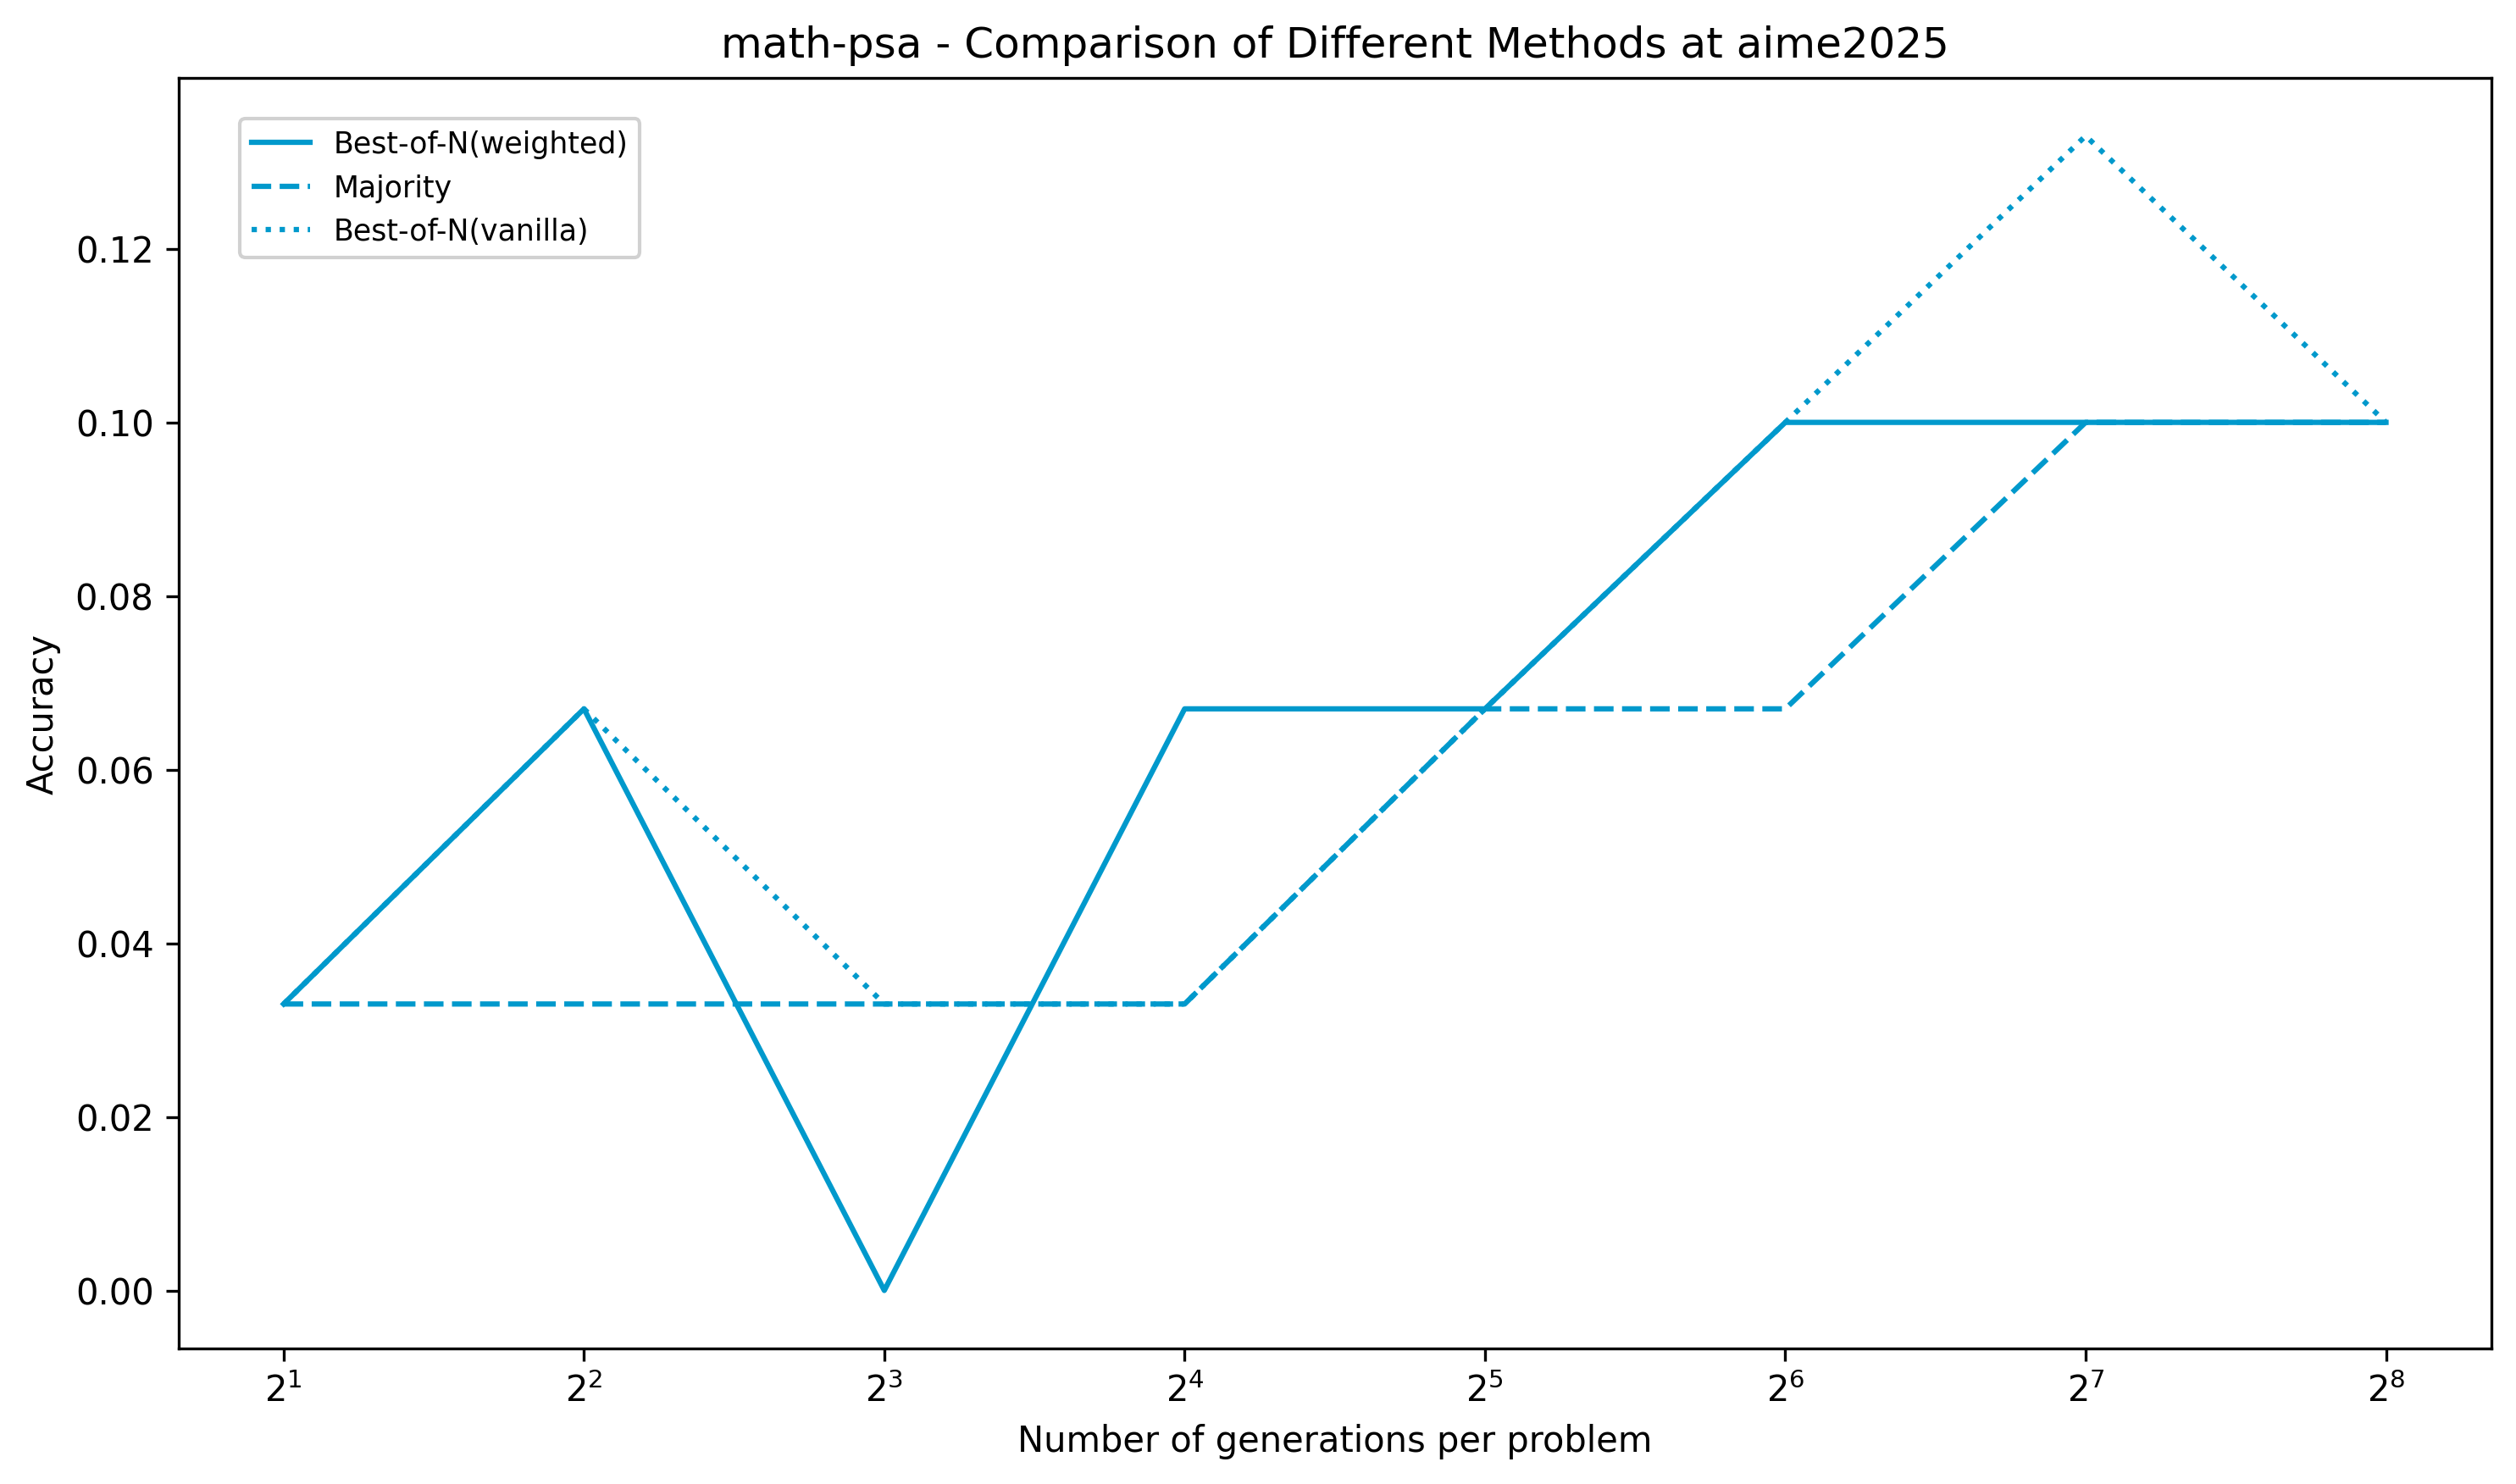 math-psa - Comparison of Different Methods at aime2025
Best-of-N(weighted)
Majority
Best-of-N(vanilla)
Accuracy
0.12
0.10
0.08
0.06
0.04
0.02
0.00
2¹ 2² 2³ 2⁴ 2⁵ 2⁶ 2⁷ 2⁸
Number of generations per problem